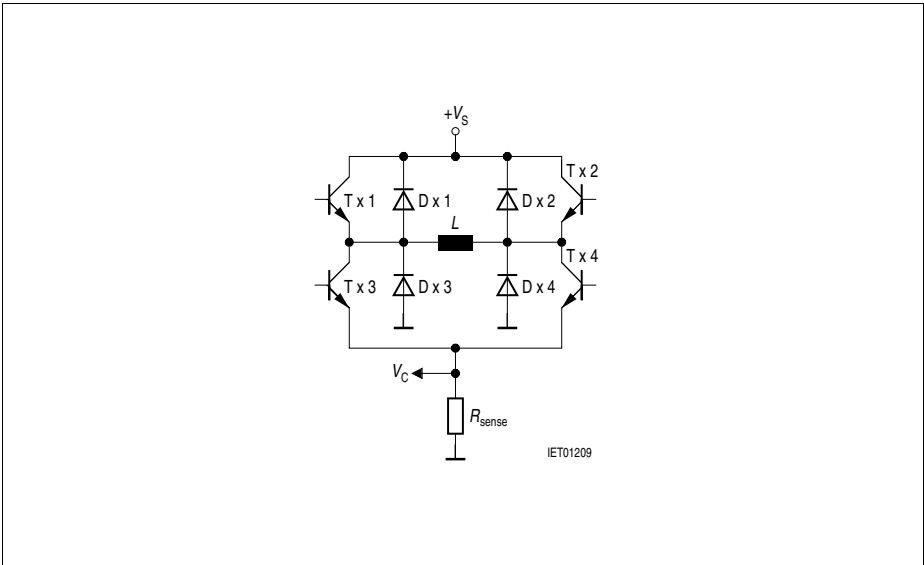 +VS
T x 2
T x 1
D x 1
D x 2
L
T x 4
T x 3
D x 3
D x 4
VC
Rsense
IET01209